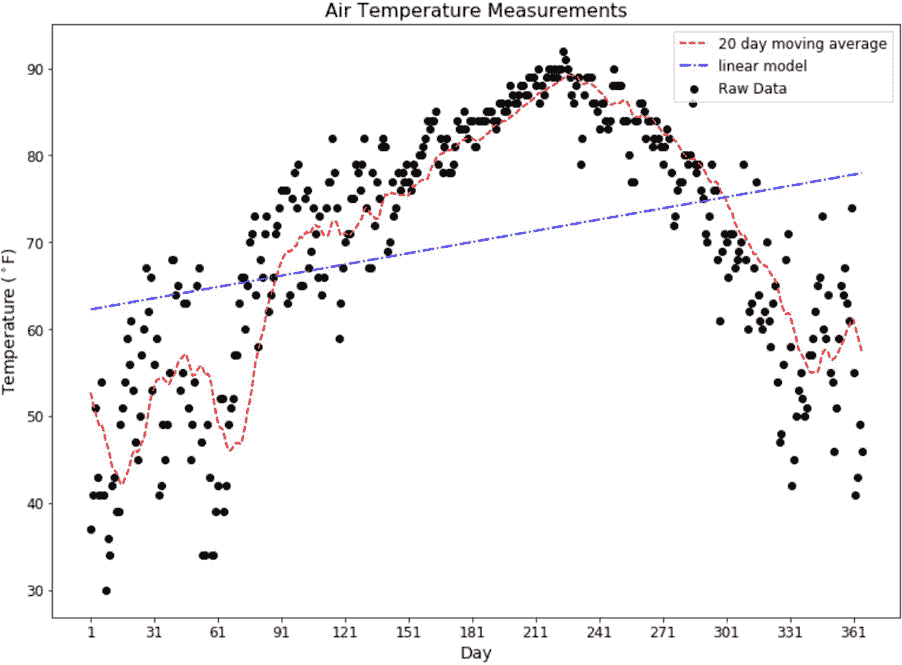 Air Temperature Measurements
20 day moving average
linear model
Raw Data
Temperature (°F)
90
80
70
60
50
40
30
1 31 61 91 121 151 181 211 241 271 301 331 361
Day